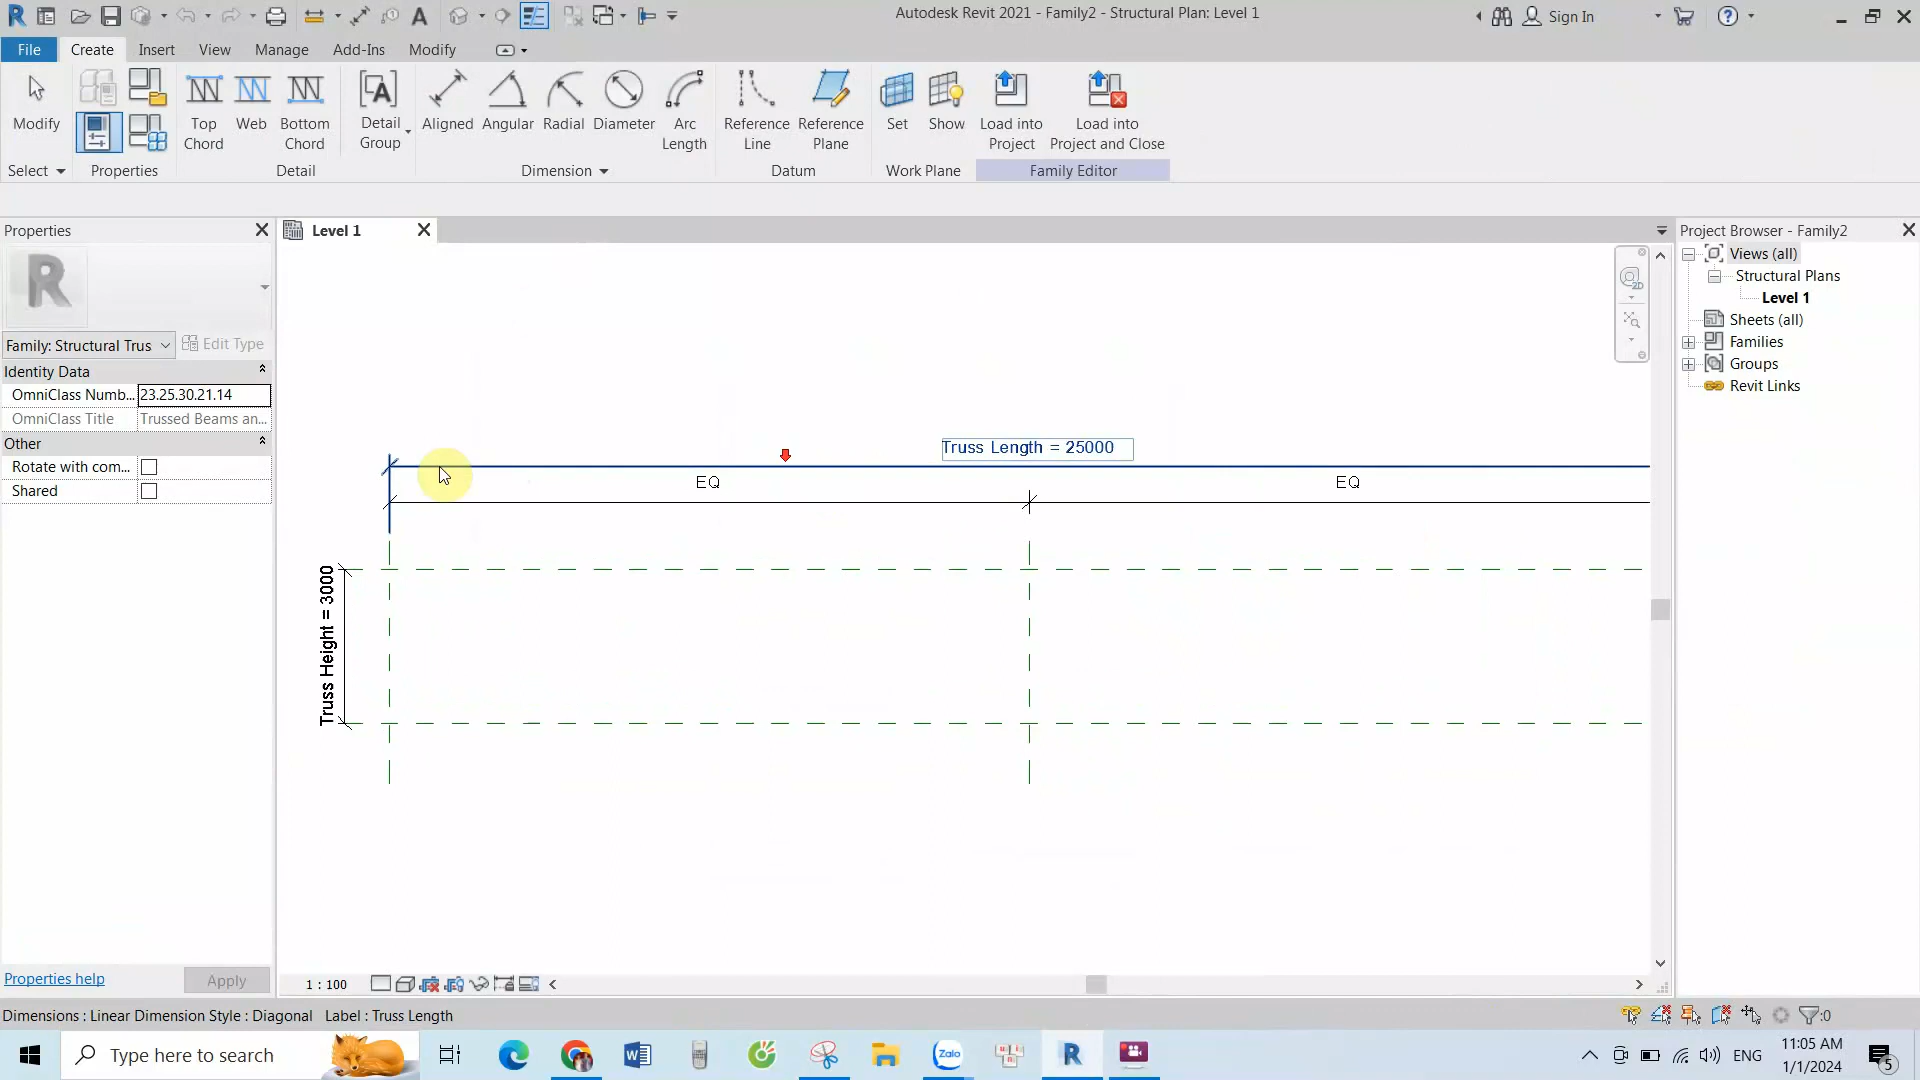 Autodesk Revit 2021 - Family2 - Structural Plan: Level 1
Sign In
File
Create
Insert
View
Manage
Add-Ins
Modify
Modify
Top Chord
Web
Bottom Chord
Detail Group
Aligned
Angular
Radial
Diameter
Arc Length
Reference Line
Reference Plane
Set
Show
Load into Project
Load into Project and Close
Select
Properties
Detail
Dimension
Datum
Work Plane
Family Editor
Properties
Level 1
Project Browser - Family2
Family: Structural Trus
Edit Type
Identity Data
OmniClass Numb... 23.25.30.21.14
OmniClass Title Trussed Beams an...
Other
Rotate with com...
Shared
Views (all)
Structural Plans
Level 1
Sheets (all)
Families
Groups
Revit Links
2D
Truss Length = 25000
EQ
EQ
Truss Height = 3000
Properties help
Apply
1 : 100
Dimensions : Linear Dimension Style : Diagonal Label : Truss Length
:0
Type here to search
Zalo
ENG
11:05 AM
1/1/2024
5